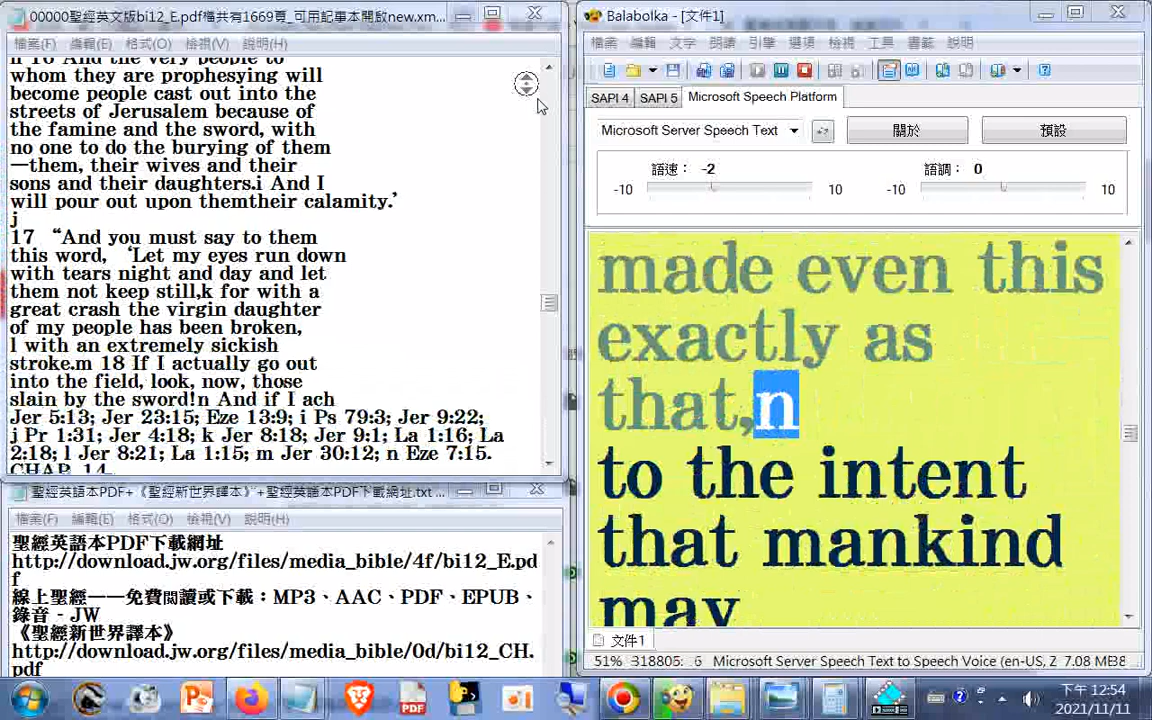 00000聖經英文版bi12_E.pdf檔共有1669頁_可用記事本開啟new.xm...
檔案(F) 編輯(E) 格式(O) 檢視(V) 說明(H)
n 16 And the very people to
whom they are prophesying will
become people cast out into the
streets of Jerusalem because of
the famine and the sword, with
no one to do the burying of them
—them, their wives and their
sons and their daughters.i And I
will pour out upon themtheir calamity.’
j
17 “And you must say to them
this word, ‘Let my eyes run down
with tears night and day and let
them not keep still,k for with a
great crash the virgin daughter
of my people has been broken,
l with an extremely sickish
stroke.m 18 If I actually go out
into the field, look, now, those
slain by the sword!n And if I ach
Jer 5:13; Jer 23:15; Eze 13:9; i Ps 79:3; Jer 9:22;
j Pr 1:31; Jer 4:18; k Jer 8:18; Jer 9:1; La 1:16; La
2:18; l Jer 8:21; La 1:15; m Jer 30:12; n Eze 7:15.
CHAP. 14.
聖經英語本PDF+《聖經新世界譯本》+聖經英語本PDF下載網址.txt ...
檔案(F) 編輯(E) 格式(O) 檢視(V) 說明(H)
聖經英語本PDF下載網址
http://download.jw.org/files/media_bible/4f/bi12_E.pd
f
線上聖經——免費閱讀或下載：MP3、AAC、PDF、EPUB、
錄音 - JW
《聖經新世界譯本》
http://download.jw.org/files/media_bible/0d/bi12_CH.
pdf
Balabolka - [文件1]
檔案 編輯 文字 朗讀 引擎 選項 檢視 工具 書籤 說明
SAPI 4 SAPI 5 Microsoft Speech Platform
Microsoft Server Speech Text 關於 預設
語速： -2 語調： 0
-10 10 -10 10
made even this
exactly as
that,n
to the intent
that mankind
may
文件1
51% 318805: 6 Microsoft Server Speech Text to Speech Voice (en-US, Z 7.08 MB
下午 12:54
2021/11/11